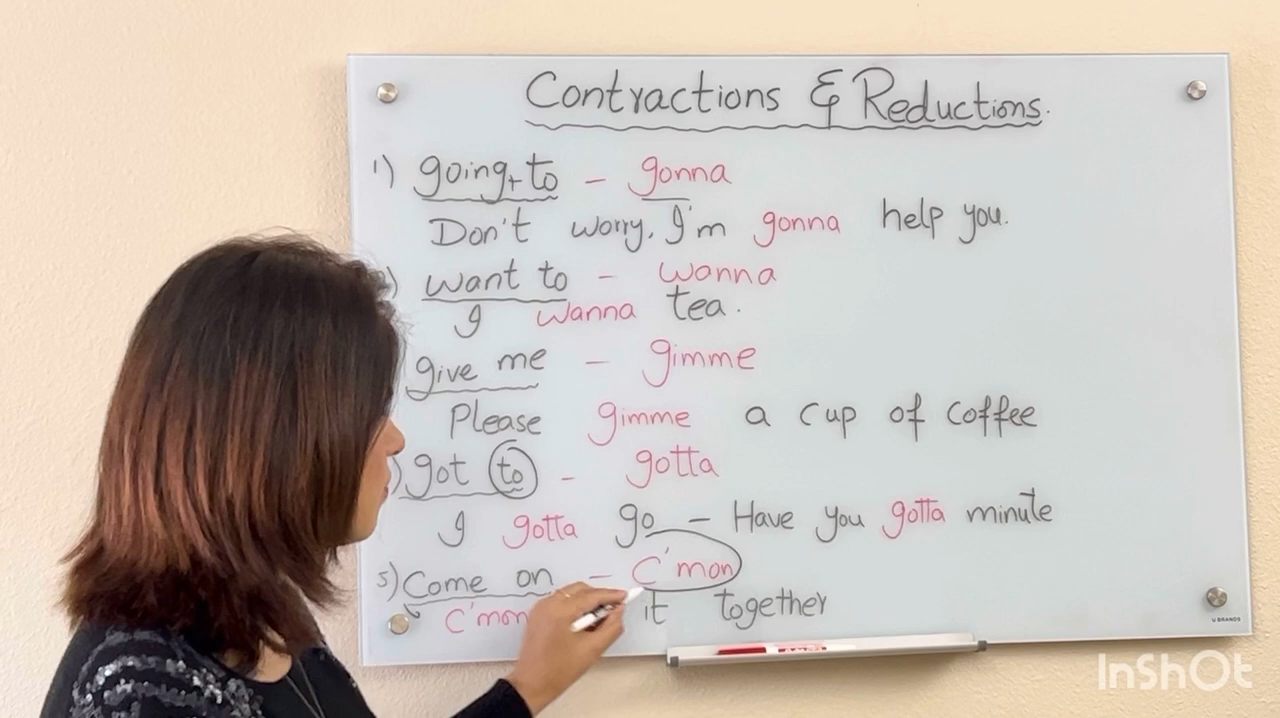 Contractions & Reductions.
1) going + to - gonna
Don't worry, I'm gonna help you.
) want to - wanna
I wanna tea.
give me - gimme
Please gimme a cup of coffee
) got to - gotta
I gotta go - Have you gotta minute
5) Come on - C'mon
C'mon it together
U BRANDS
InShOt